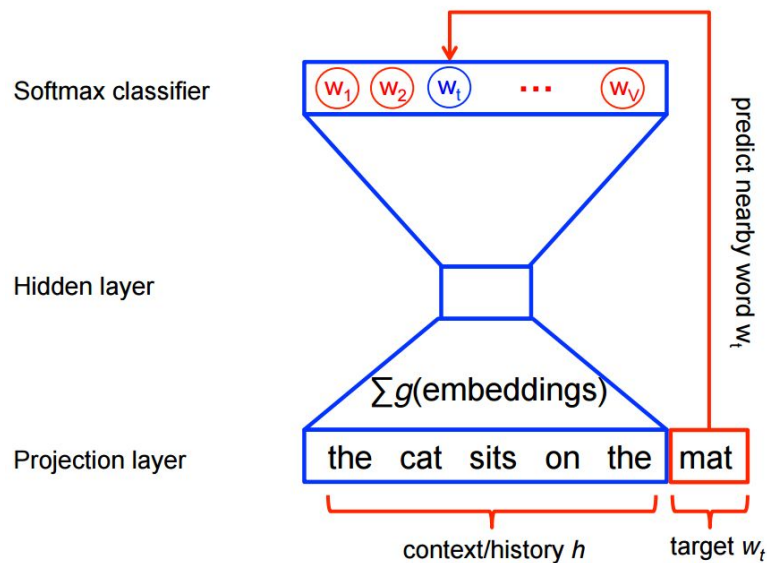 Softmax classifier
w₁ w₂ wₜ ... w_V
predict nearby word wₜ
Hidden layer
∑g(embeddings)
Projection layer
the cat sits on the mat
context/history h
target wₜ